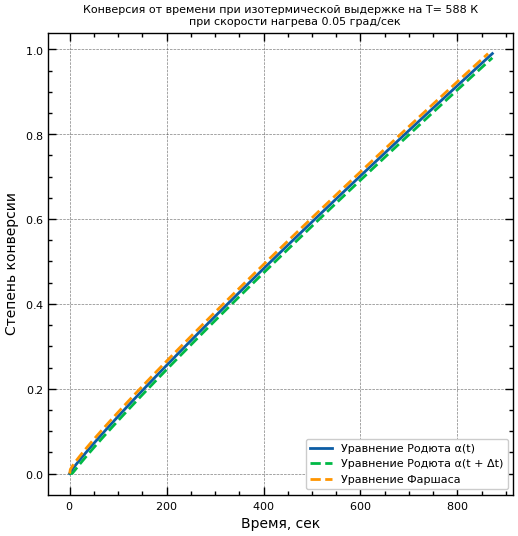 Конверсия от времени при изотермической выдержке на T= 588 K
при скорости нагрева 0.05 град/сек
1.0
0.8
0.6
0.4
0.2
0.0
Степень конверсии
0
200
400
600
800
Время, сек
Уравнение Родюта α(t)
Уравнение Родюта α(t + Δt)
Уравнение Фаршаса